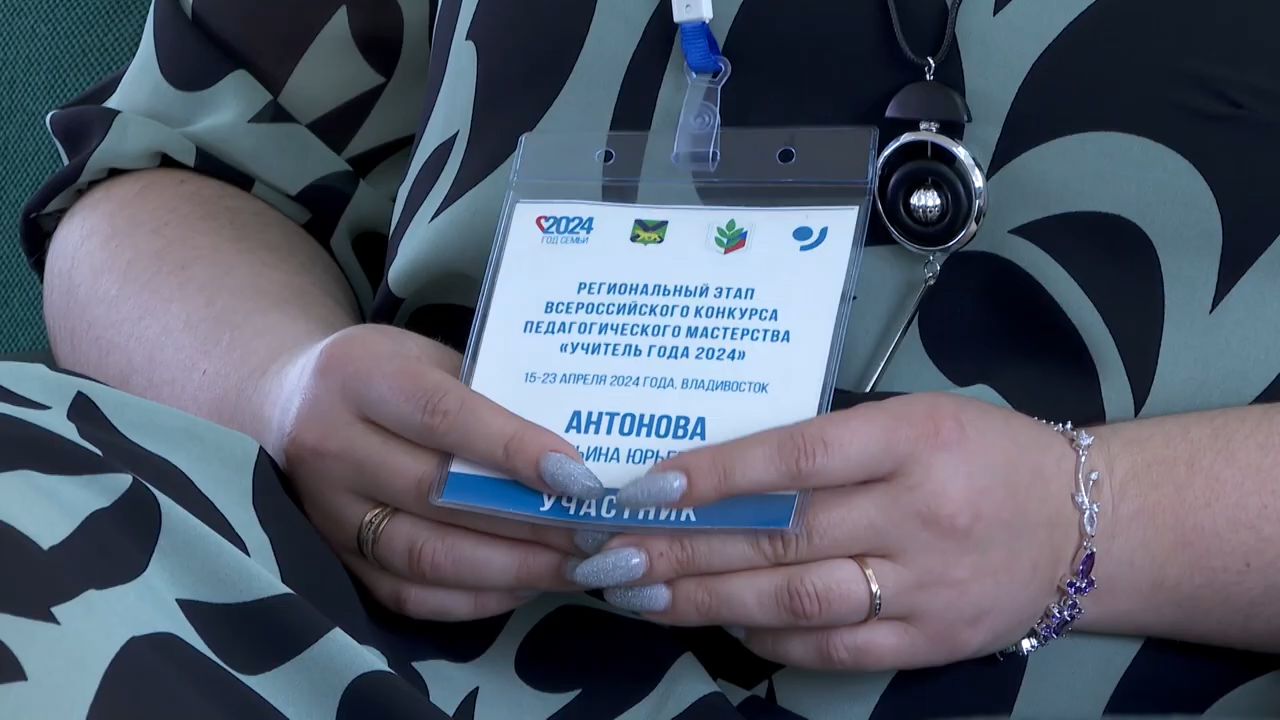 2024
ГОД СЕМЬИ
РЕГИОНАЛЬНЫЙ ЭТАП
ВСЕРОССИЙСКОГО КОНКУРСА
ПЕДАГОГИЧЕСКОГО МАСТЕРСТВА
«УЧИТЕЛЬ ГОДА 2024»
15-23 АПРЕЛЯ 2024 ГОДА, ВЛАДИВОСТОК
АНТОНОВА
УЧАСТНИК